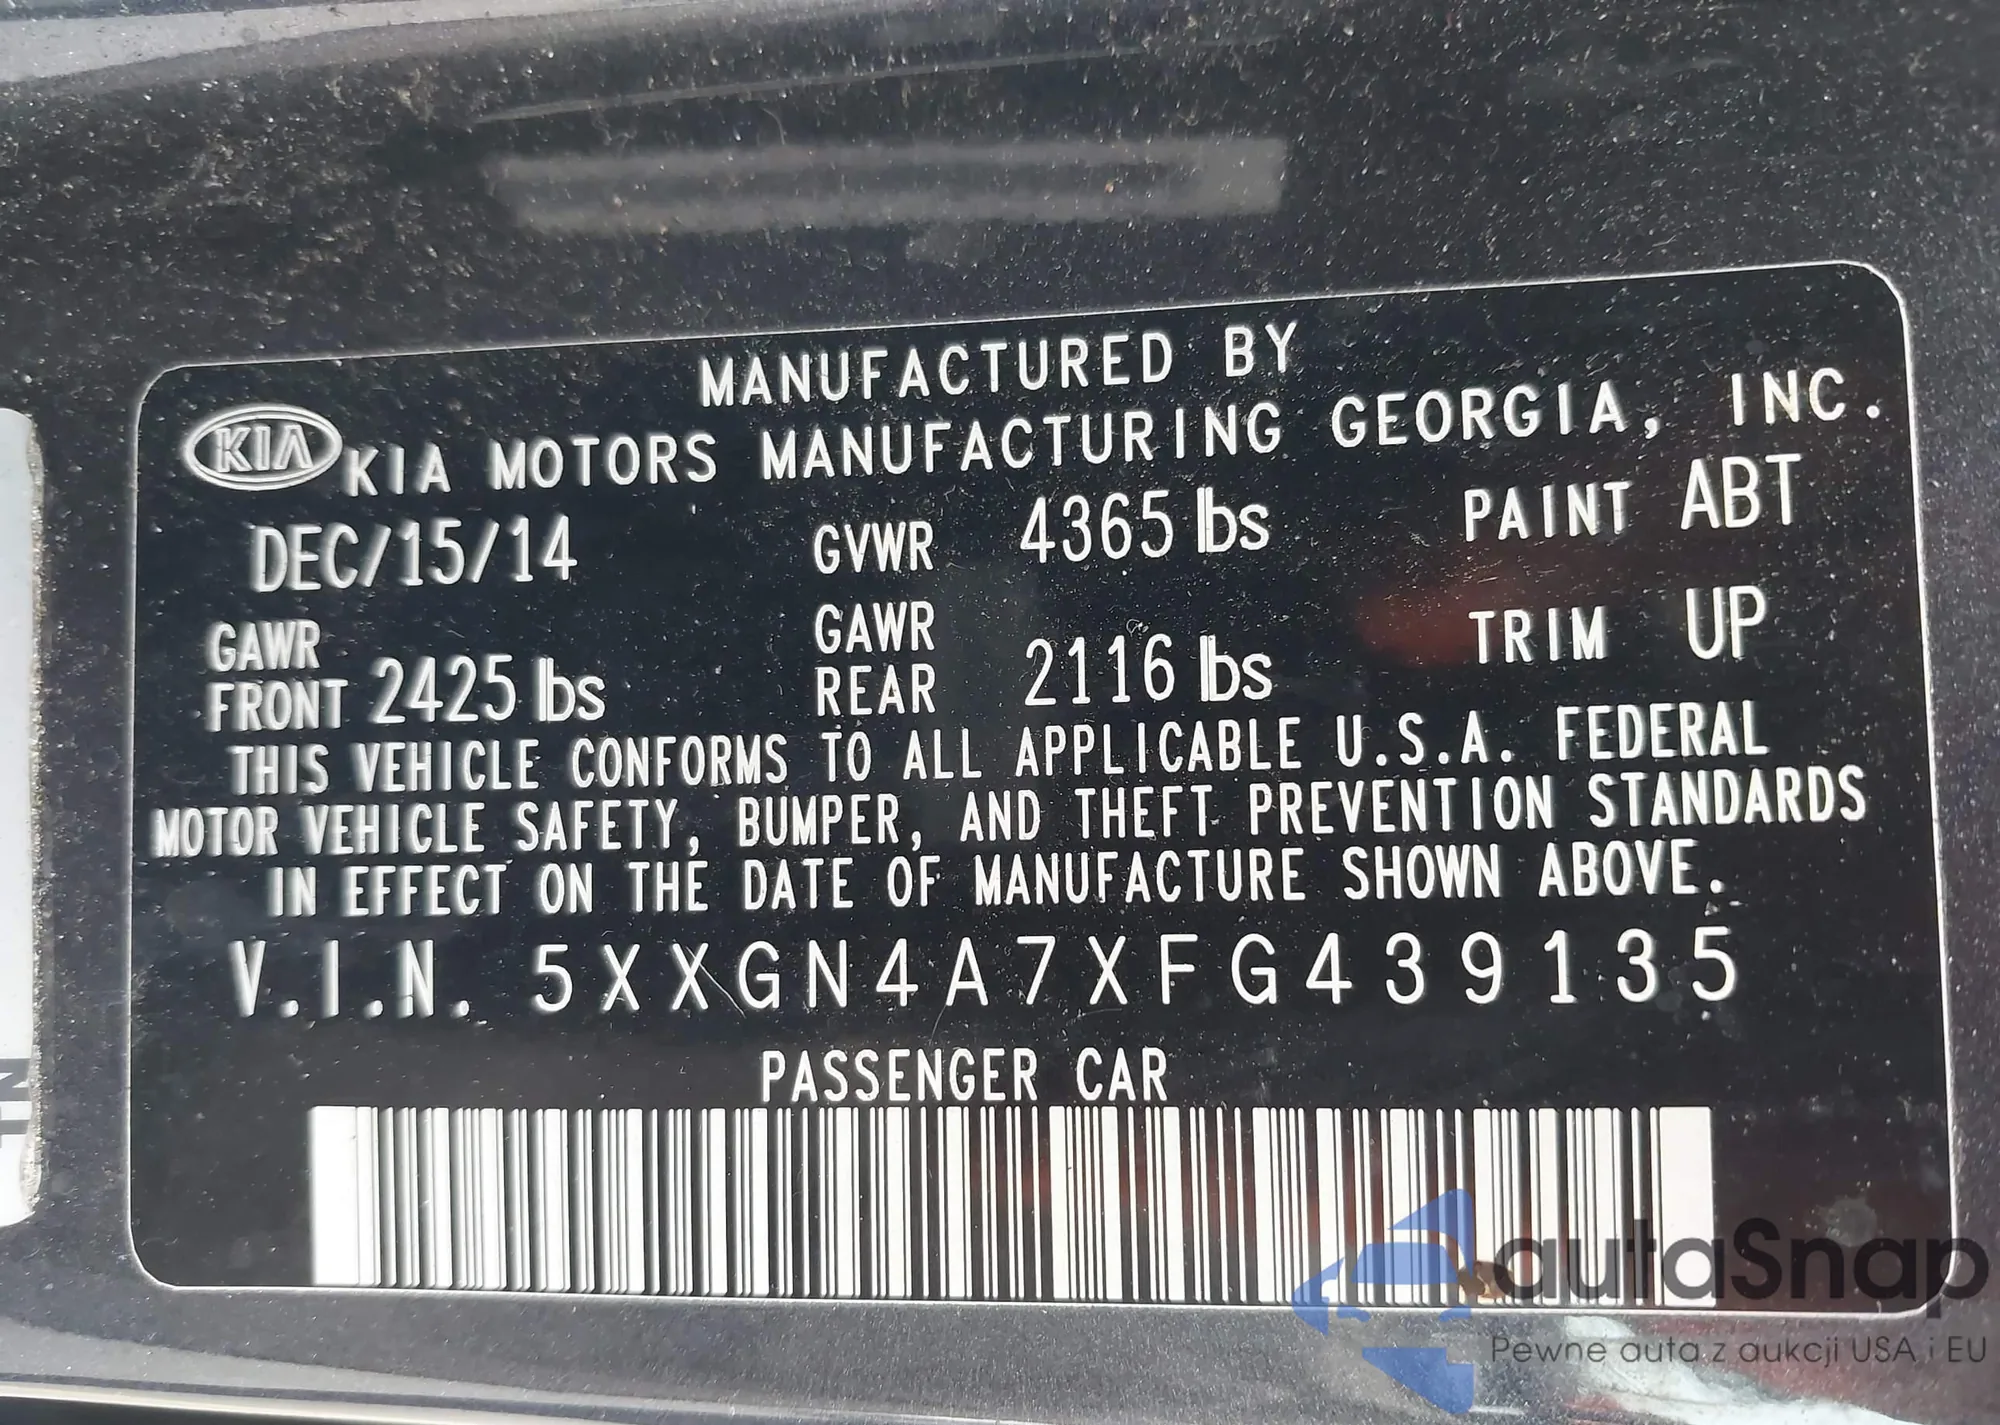 MANUFACTURED BY
KIA KIA MOTORS MANUFACTURING GEORGIA, INC.
DEC/15/14 GVWR 4365 lbs PAINT ABT
GAWR FRONT 2425 lbs GAWR REAR 2116 lbs TRIM UP
THIS VEHICLE CONFORMS TO ALL APPLICABLE U.S.A. FEDERAL
MOTOR VEHICLE SAFETY, BUMPER, AND THEFT PREVENTION STANDARDS
IN EFFECT ON THE DATE OF MANUFACTURE SHOWN ABOVE.
V.I.N. 5XXGN4A7XFG439135
PASSENGER CAR
autaSnap
Pewne auta z aukcji USA i EU